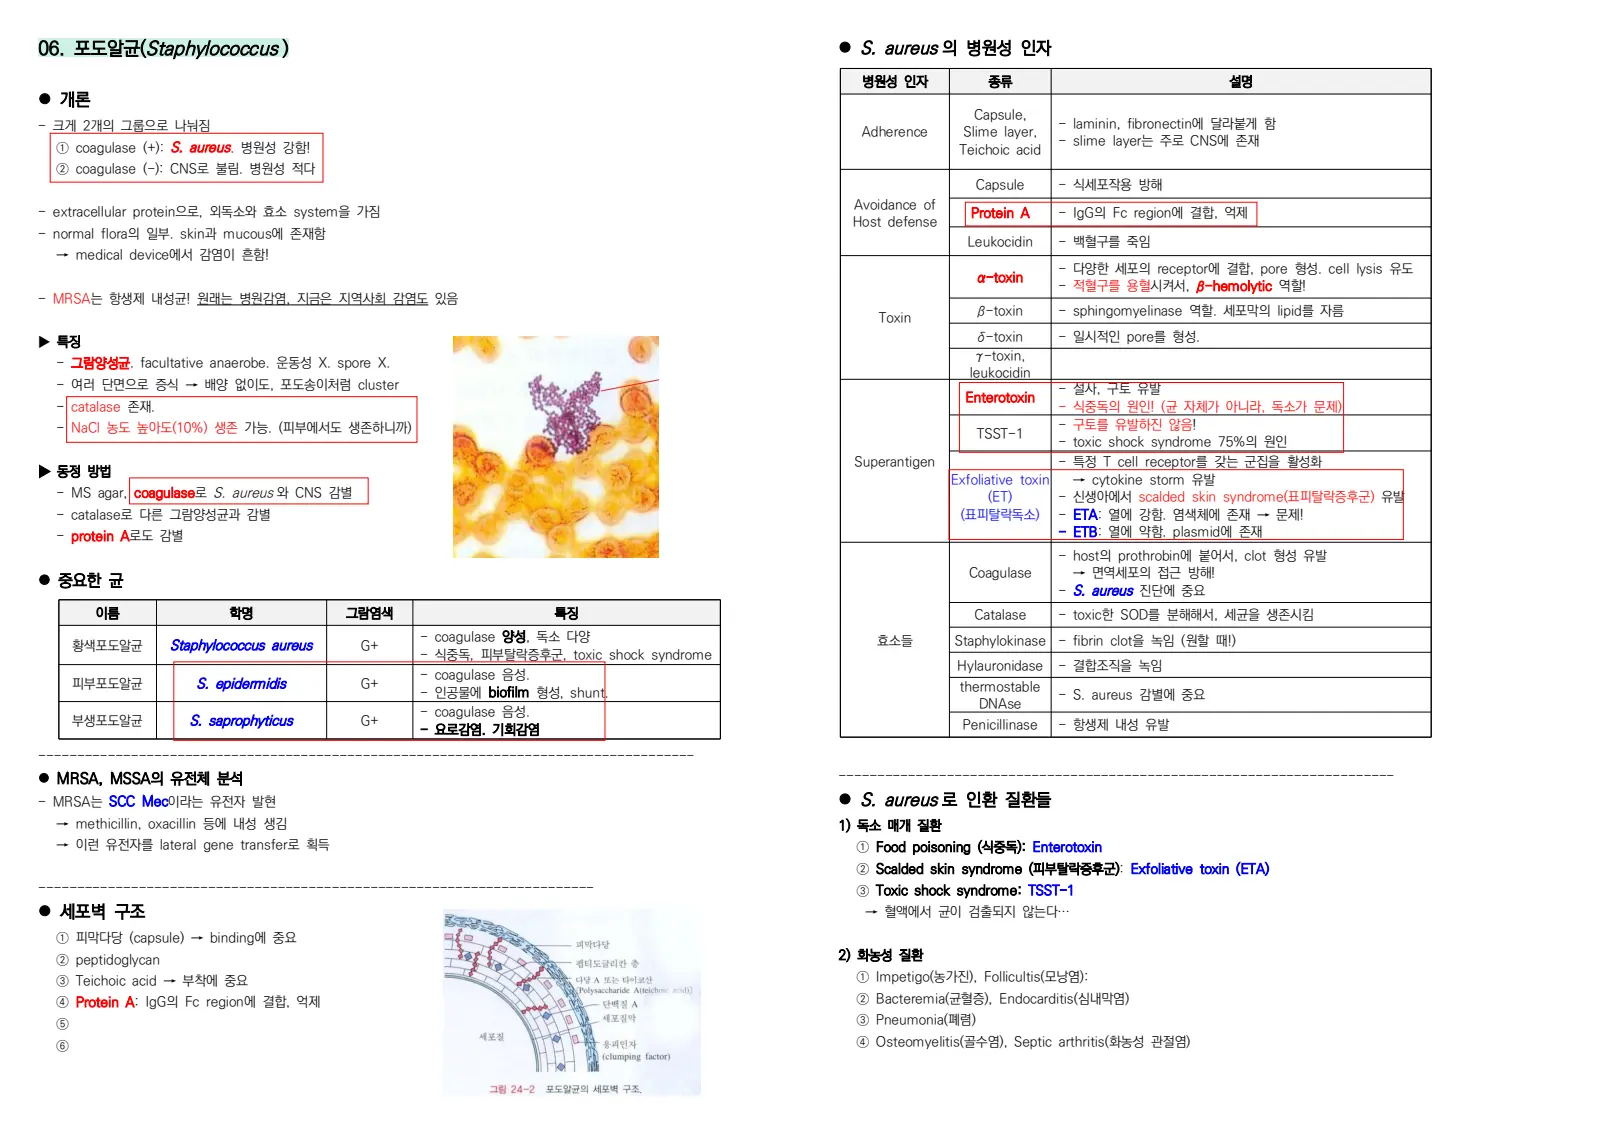 06. 포도알균(Staphylococcus)
● 개론
- 크게 2개의 그룹으로 나눠짐
① coagulase (+): S. aureus. 병원성 강함!
② coagulase (-): CNS로 불림. 병원성 적다
- extracellular protein으로, 외독소와 효소 system을 가짐
- normal flora의 일부. skin과 mucous에 존재함
→ medical device에서 감염이 흔함!
- MRSA는 항생제 내성균! 원래는 병원감염, 지금은 지역사회 감염도 있음
▶ 특징
- 그람양성균. facultative anaerobe. 운동성 X. spore X.
- 여러 단면으로 증식 → 배양 없이도, 포도송이처럼 cluster
- catalase 존재.
- NaCl 농도 높아도(10%) 생존 가능. (피부에서도 생존하니까)
▶ 동정 방법
- MS agar, coagulase로 S. aureus와 CNS 감별
- catalase로 다른 그람양성균과 감별
- protein A로도 감별
● 중요한 균
이름 학명 그람염색 특징
황색포도알균 Staphylococcus aureus G+ - coagulase 양성, 독소 다양
- 식중독, 피부탈락증후군, toxic shock syndrome
피부포도알균 S. epidermidis G+ - coagulase 음성.
- 인공물에 biofilm 형성, shunt.
부생포도알균 S. saprophyticus G+ - coagulase 음성.
- 요로감염. 기회감염
● MRSA, MSSA의 유전체 분석
- MRSA는 SCC Mec이라는 유전자 발현
→ methicillin, oxacillin 등에 내성 생김
→ 이런 유전자를 lateral gene transfer로 획득
● 세포벽 구조
① 피막다당 (capsule) → binding에 중요
② peptidoglycan
③ Teichoic acid → 부착에 중요
④ Protein A: IgG의 Fc region에 결합, 억제
⑤
⑥
피막다당
펩티도글리칸 층
다당 A 또는 타이코산
[Polysaccharide A(teichoic acid)]
단백질 A
세포질막
세포질
응괴인자
(clumping factor)
그림 24-2 포도알균의 세포벽 구조.
● S. aureus의 병원성 인자
병원성 인자 종류 설명
Adherence Capsule, Slime layer, Teichoic acid - laminin, fibronectin에 달라붙게 함
- slime layer는 주로 CNS에 존재
Avoidance of Host defense Capsule - 식세포작용 방해
Protein A - IgG의 Fc region에 결합, 억제
Leukocidin - 백혈구를 죽임
Toxin α-toxin - 다양한 세포의 receptor에 결합, pore 형성. cell lysis 유도
- 적혈구를 용혈시켜서, β-hemolytic 역할!
β-toxin - sphingomyelinase 역할. 세포막의 lipid를 자름
δ-toxin - 일시적인 pore를 형성.
γ-toxin, leukocidin
Superantigen Enterotoxin - 설사, 구토 유발
- 식중독의 원인! (균 자체가 아니라, 독소가 문제)
TSST-1 - 구토를 유발하진 않음!
- toxic shock syndrome 75%의 원인
Exfoliative toxin (ET) (표피탈락독소) - 특정 T cell receptor를 갖는 군집을 활성화
→ cytokine storm 유발
- 신생아에서 scalded skin syndrome(표피탈락증후군) 유발
- ETA: 열에 강함. 염색체에 존재 → 문제!
- ETB: 열에 약함. plasmid에 존재
효소들 Coagulase - host의 prothrobin에 붙어서, clot 형성 유발
→ 면역세포의 접근 방해!
- S. aureus 진단에 중요
Catalase - toxic한 SOD를 분해해서, 세균을 생존시킴
Staphylokinase - fibrin clot을 녹임 (원할 때!)
Hylauronidase - 결합조직을 녹임
thermostable DNAse - S. aureus 감별에 중요
Penicillinase - 항생제 내성 유발
● S. aureus로 인환 질환들
1) 독소 매개 질환
① Food poisoning (식중독): Enterotoxin
② Scalded skin syndrome (피부탈락증후군): Exfoliative toxin (ETA)
③ Toxic shock syndrome: TSST-1
→ 혈액에서 균이 검출되지 않는다…
2) 화농성 질환
① Impetigo(농가진), Follicultis(모낭염):
② Bacteremia(균혈증), Endocarditis(심내막염)
③ Pneumonia(폐렴)
④ Osteomyelitis(골수염), Septic arthritis(화농성 관절염)